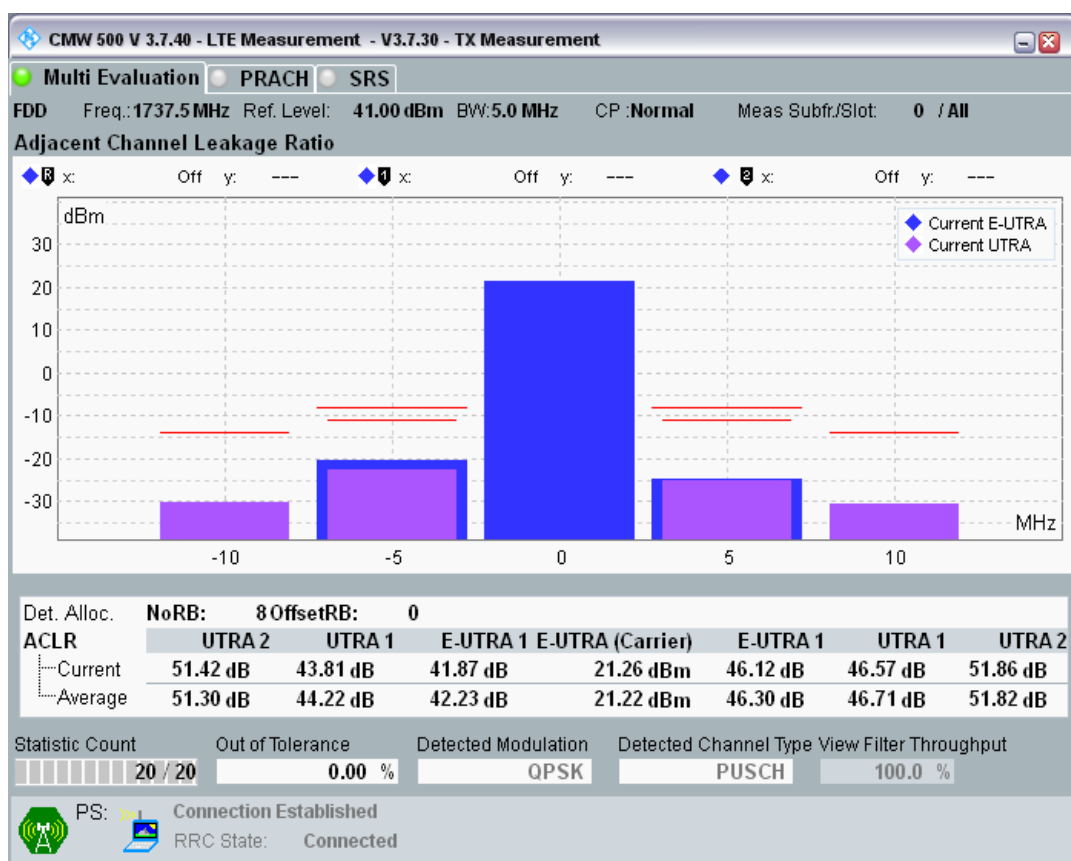 CMW 500 V 3.7.40 - LTE Measurement - V3.7.30 - TX Measurement
Multi Evaluation PRACH SRS
FDD Freq.: 1737.5 MHz Ref. Level: 41.00 dBm BW: 5.0 MHz CP : Normal Meas Subfr./Slot: 0 / All
Adjacent Channel Leakage Ratio
R x: Off y: --- 1 x: Off y: --- 2 x: Off y: ---
dBm
Current E-UTRA
Current UTRA
30
20
10
0
-10
-20
-30
MHz
-10 -5 0 5 10
Det. Alloc. NoRB: 8 OffsetRB: 0
ACLR UTRA 2 UTRA 1 E-UTRA 1 E-UTRA (Carrier) E-UTRA 1 UTRA 1 UTRA 2
Current 51.42 dB 43.81 dB 41.87 dB 21.26 dBm 46.12 dB 46.57 dB 51.86 dB
Average 51.30 dB 44.22 dB 42.23 dB 21.22 dBm 46.30 dB 46.71 dB 51.82 dB
Statistic Count Out of Tolerance Detected Modulation Detected Channel Type View Filter Throughput
20 / 20 0.00 % QPSK PUSCH 100.0 %
PS: Connection Established
RRC State: Connected